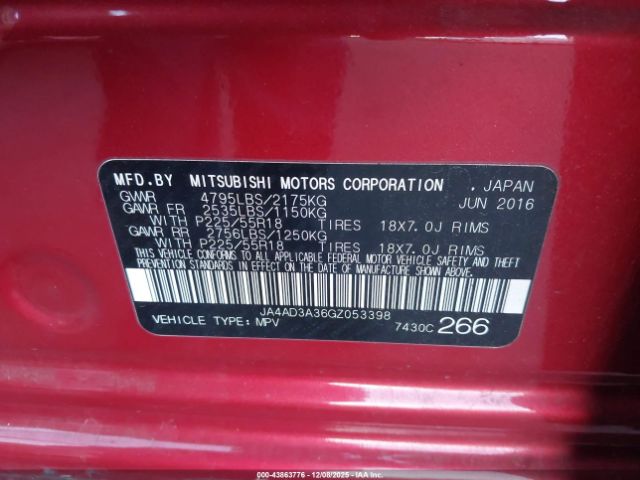 MFD.BY MITSUBISHI MOTORS CORPORATION , JAPAN
GVWR 4795LBS/2175KG JUN 2016
GAWR FR 2535LBS/1150KG
WITH P225/55R18 TIRES 18X7.0J RIMS
GAWR RR 2756LBS/1250KG
WITH P225/55R18 TIRES 18X7.0J RIMS
THIS VEHICLE CONFORMS TO ALL APPLICABLE FEDERAL MOTOR VEHICLE SAFETY AND THEFT
PREVENTION STANDARDS IN EFFECT ON THE DATE OF MANUFACTURE SHOWN ABOVE.
JA4AD3A36GZ053398
VEHICLE TYPE: MPV 7430C 266
00-43863776 - 12/08/2025 - IAA Inc.